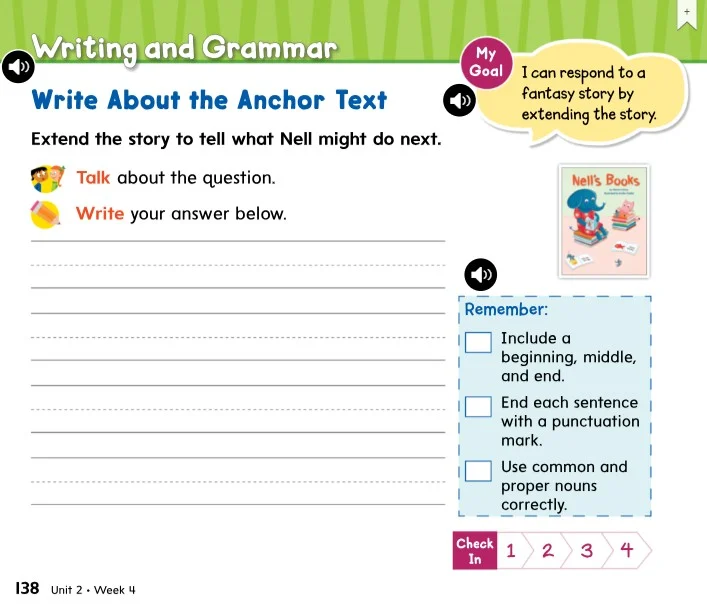 Writing and Grammar
+
My
Goal
I can respond to a
fantasy story by
extending the story.
Write About the Anchor Text
Extend the story to tell what Nell might do next.
Talk about the question.
Write your answer below.
Nell's Books
Remember:
Include a
beginning, middle,
and end.
End each sentence
with a punctuation
mark.
Use common and
proper nouns
correctly.
Check
In
1 2 3 4
138 Unit 2 • Week 4